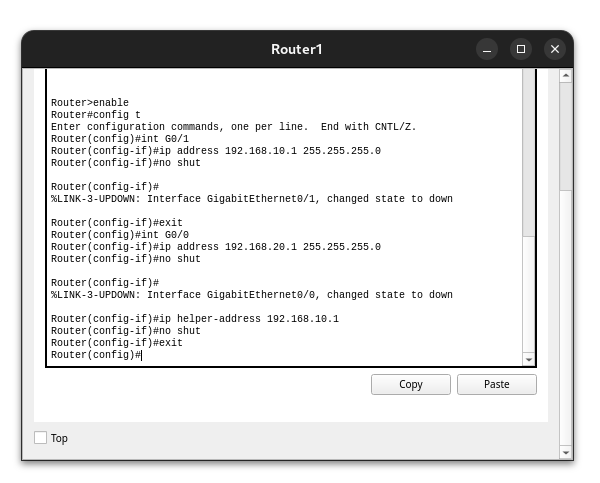 Router1
Router>enable
Router#config t
Enter configuration commands, one per line.  End with CNTL/Z.
Router(config)#int G0/1
Router(config-if)#ip address 192.168.10.1 255.255.255.0
Router(config-if)#no shut
Router(config-if)#
%LINK-3-UPDOWN: Interface GigabitEthernet0/1, changed state to down
Router(config-if)#exit
Router(config)#int G0/0
Router(config-if)#ip address 192.168.20.1 255.255.255.0
Router(config-if)#no shut
Router(config-if)#
%LINK-3-UPDOWN: Interface GigabitEthernet0/0, changed state to down
Router(config-if)#ip helper-address 192.168.10.1
Router(config-if)#no shut
Router(config-if)#exit
Router(config)#
Copy
Paste
Top